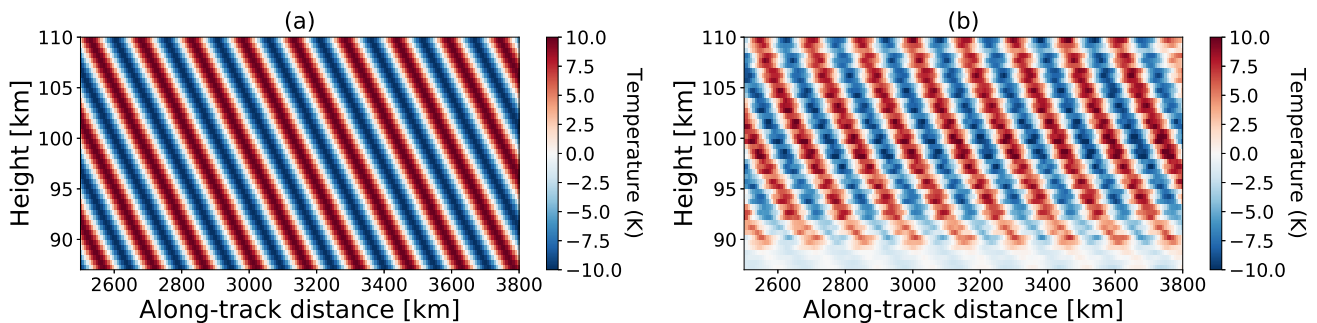 (a)
110
105
100
95
90
Height [km]
2600 2800 3000 3200 3400 3600 3800
Along-track distance [km]
10.0
7.5
5.0
2.5
0.0
−2.5
−5.0
−7.5
−10.0
Temperature (K)
(b)
110
105
100
95
90
Height [km]
2600 2800 3000 3200 3400 3600 3800
Along-track distance [km]
10.0
7.5
5.0
2.5
0.0
−2.5
−5.0
−7.5
−10.0
Temperature (K)